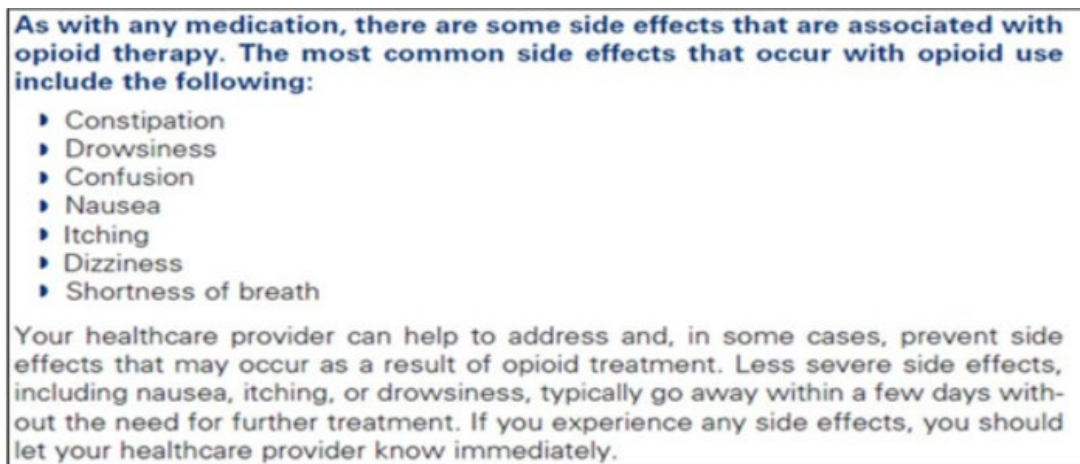 As with any medication, there are some side effects that are associated with
opioid therapy. The most common side effects that occur with opioid use
include the following:
◗ Constipation
◗ Drowsiness
◗ Confusion
◗ Nausea
◗ Itching
◗ Dizziness
◗ Shortness of breath
Your healthcare provider can help to address and, in some cases, prevent side
effects that may occur as a result of opioid treatment. Less severe side effects,
including nausea, itching, or drowsiness, typically go away within a few days with-
out the need for further treatment. If you experience any side effects, you should
let your healthcare provider know immediately.